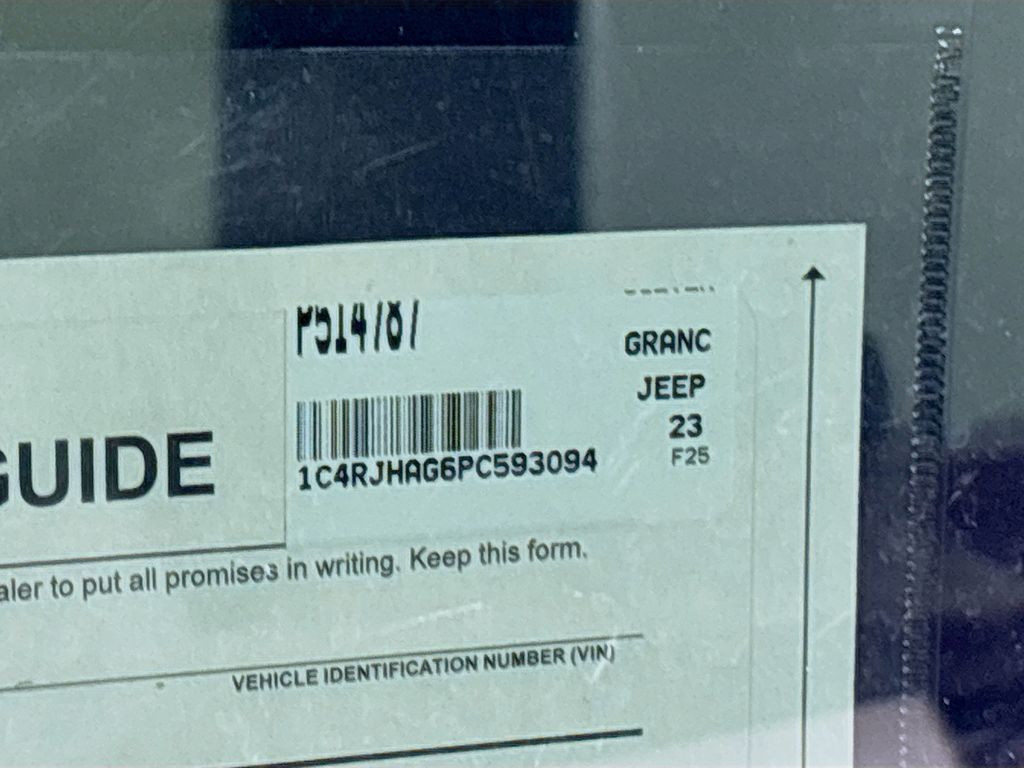 GRANC
JEEP
23
F25
1C4RJHAG6PC593094
GUIDE
aler to put all promises in writing. Keep this form.
VEHICLE IDENTIFICATION NUMBER (VIN)